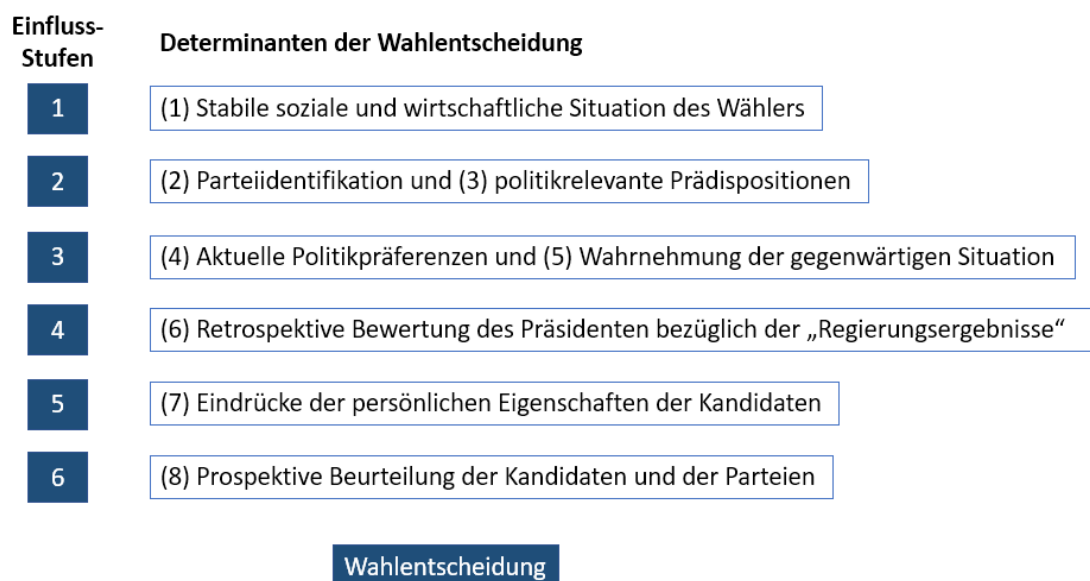 Einfluss-
Stufen
Determinanten der Wahlentscheidung
1 (1) Stabile soziale und wirtschaftliche Situation des Wählers
2 (2) Parteiidentifikation und (3) politikrelevante Prädispositionen
3 (4) Aktuelle Politikpräferenzen und (5) Wahrnehmung der gegenwärtigen Situation
4 (6) Retrospektive Bewertung des Präsidenten bezüglich der „Regierungsergebnisse“
5 (7) Eindrücke der persönlichen Eigenschaften der Kandidaten
6 (8) Prospektive Beurteilung der Kandidaten und der Parteien
Wahlentscheidung